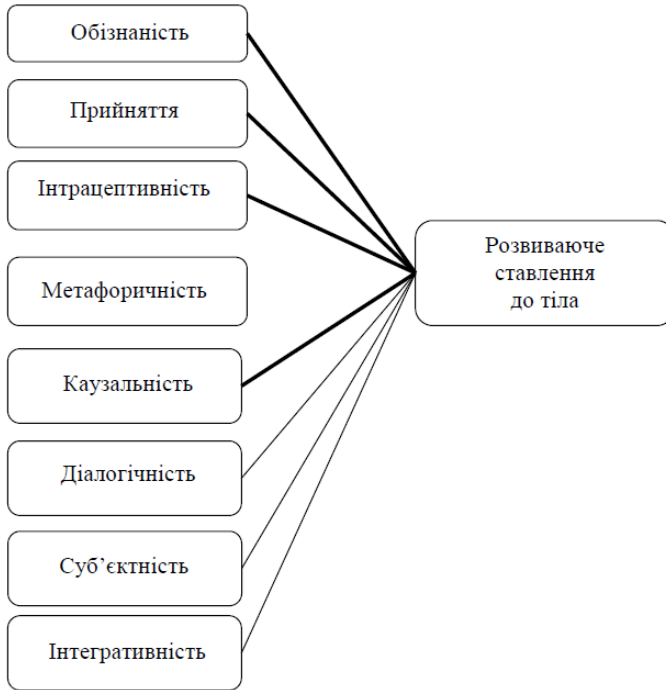 Обізнаність
Прийняття
Інтрацептивність
Метафоричність
Каузальність
Діалогічність
Суб’єктність
Інтегративність
Розвиваюче
ставлення
до тіла